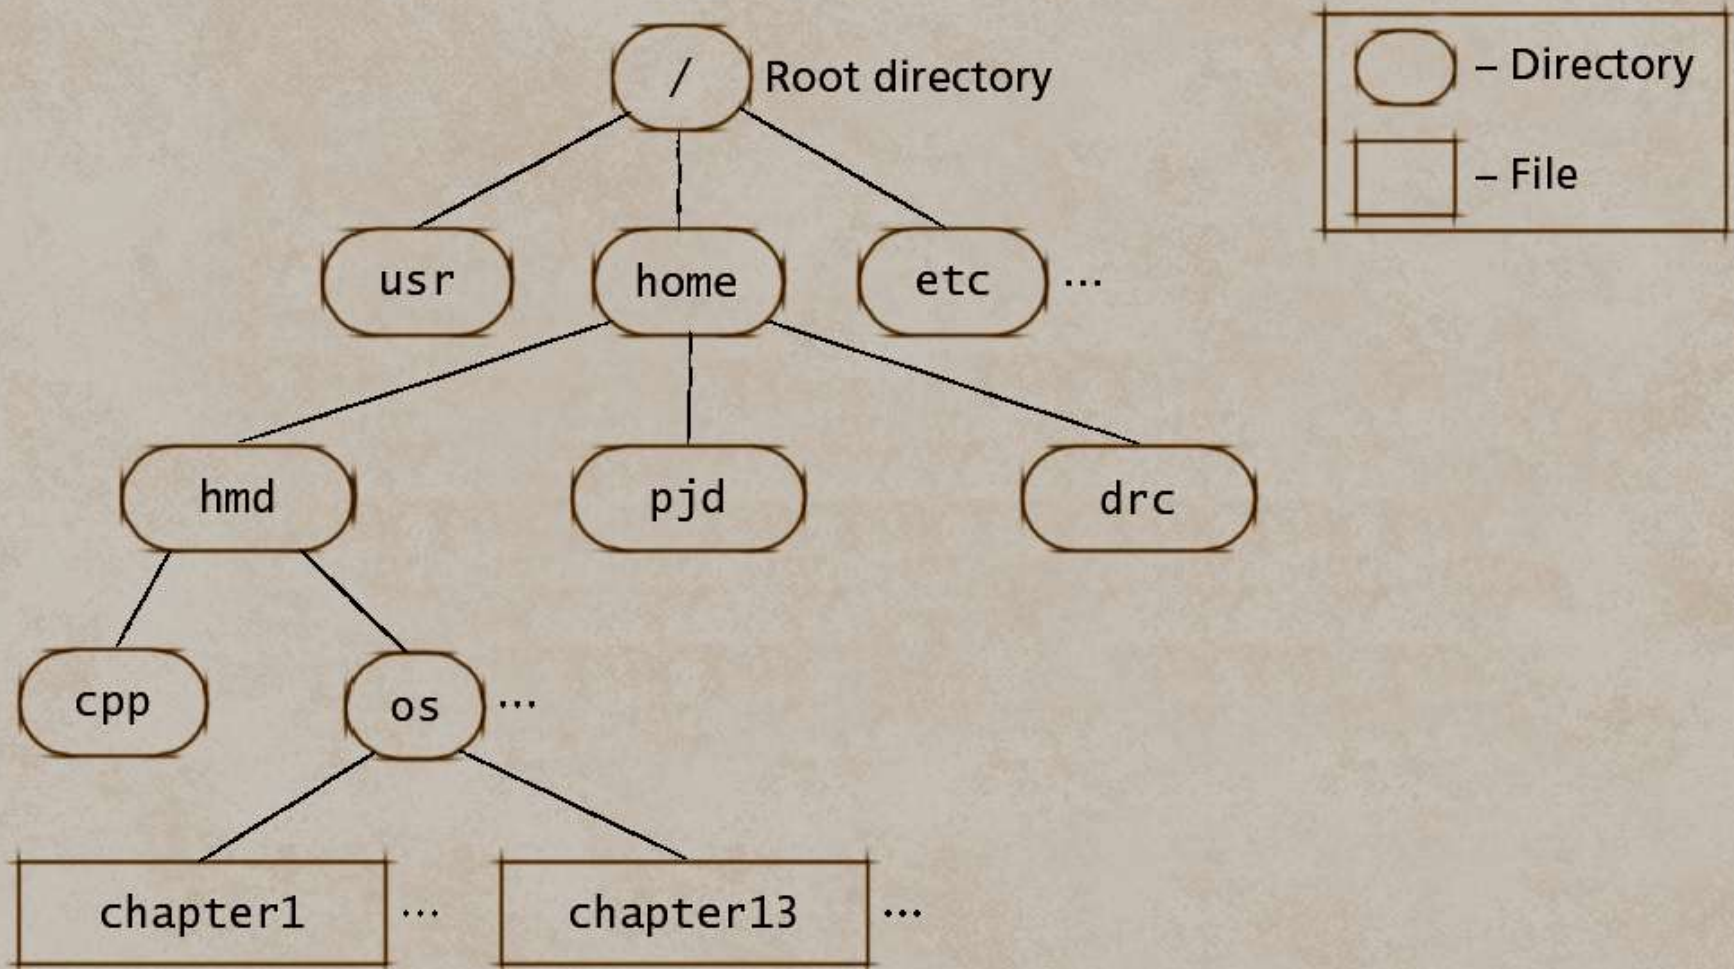 / Root directory
– Directory
– File
usr home etc ...
hmd pjd drc
cpp os ...
chapter1 ... chapter13 ...